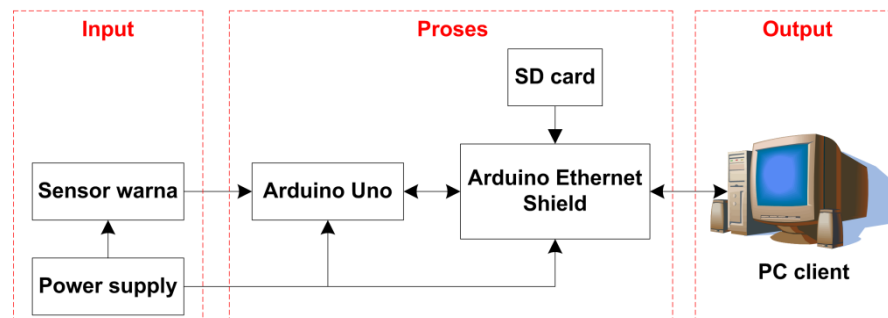 Input
Proses
Output
SD card
Sensor warna
Arduino Uno
Arduino Ethernet
Shield
Power supply
PC client